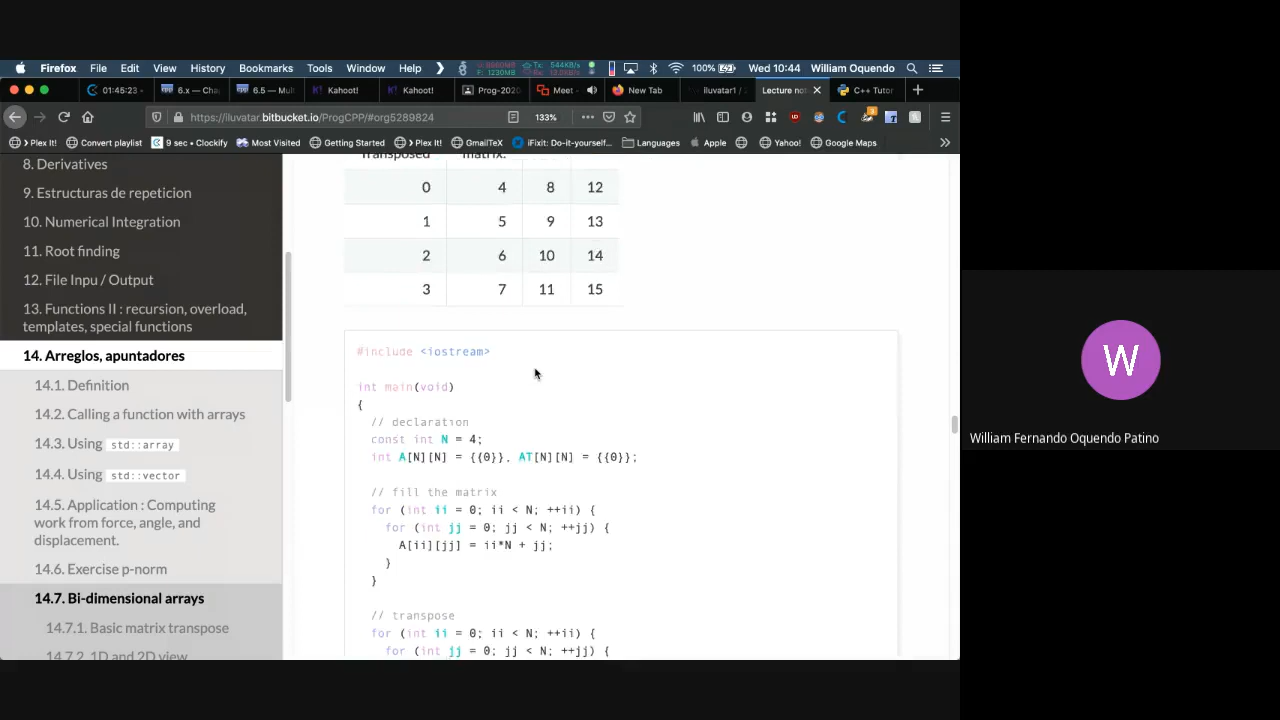 Firefox File Edit View History Bookmarks Tools Window Help 100% Wed 10:44 William Oquendo
01:45:23 6.x — Cha 6.5 — Mult Kahoot! Kahoot! Prog-2020 Meet - New Tab iluvatar1 / Lecture not C++ Tutor
https://iluvatar.bitbucket.io/ProgCPP/#org5289824 133%
> Plex It! Convert playlist 9 sec • Clockify Most Visited Getting Started > Plex It! GmailTEX iFixit: Do-it-yourself... Languages Apple Yahoo! Google Maps
8. Derivatives
9. Estructuras de repeticion
10. Numerical Integration
11. Root finding
12. File Inpu / Output
13. Functions II : recursion, overload,
templates, special functions
14. Arreglos, apuntadores
14.1. Definition
14.2. Calling a function with arrays
14.3. Using std::array
14.4. Using std::vector
14.5. Application : Computing
work from force, angle, and
displacement.
14.6. Exercise p-norm
14.7. Bi-dimensional arrays
14.7.1. Basic matrix transpose
14.7.2. 1D and 2D view
Transposed matrix:
0 4 8 12
1 5 9 13
2 6 10 14
3 7 11 15
#include <iostream>
int main(void)
{
// declaration
const int N = 4;
int A[N][N] = {{0}}, AT[N][N] = {{0}};
// fill the matrix
for (int ii = 0; ii < N; ++ii) {
for (int jj = 0; jj < N; ++jj) {
A[ii][jj] = ii*N + jj;
}
}
// transpose
for (int ii = 0; ii < N; ++ii) {
for (int jj = 0; jj < N; ++jj) {
W
William Fernando Oquendo Patino